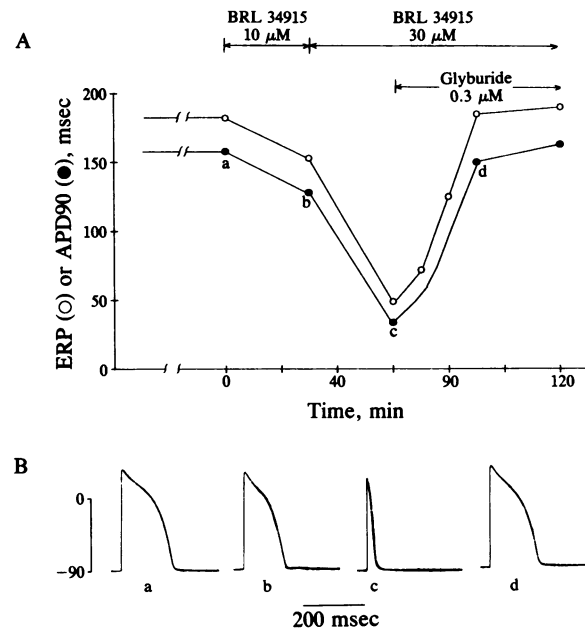 A
BRL 34915
10 μM
BRL 34915
30 μM
Glyburide
0.3 μM
ERP (○) or APD90 (●), msec
200
150
100
50
0
a
b
c
d
0
40
90
120
Time, min
B
0
−90
a
b
c
d
200 msec